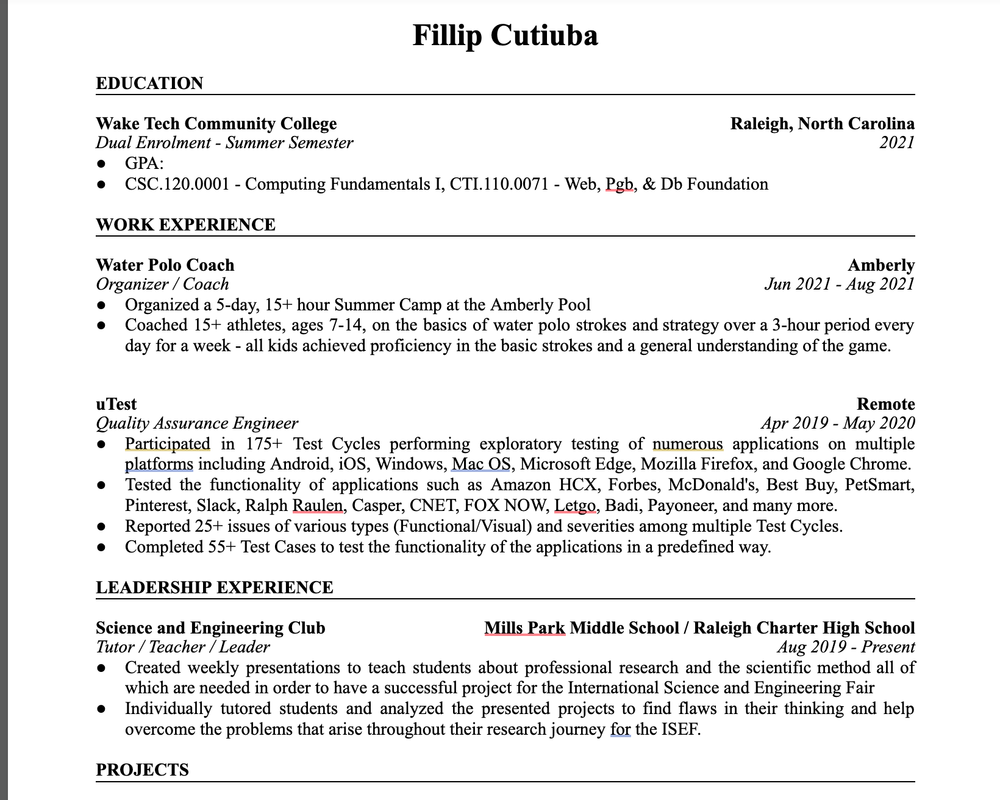 Fillip Cutiuba
EDUCATION
Wake Tech Community College Raleigh, North Carolina
Dual Enrolment - Summer Semester 2021
● GPA:
● CSC.120.0001 - Computing Fundamentals I, CTI.110.0071 - Web, Pgb, & Db Foundation
WORK EXPERIENCE
Water Polo Coach Amberly
Organizer / Coach Jun 2021 - Aug 2021
● Organized a 5-day, 15+ hour Summer Camp at the Amberly Pool
● Coached 15+ athletes, ages 7-14, on the basics of water polo strokes and strategy over a 3-hour period every
day for a week - all kids achieved proficiency in the basic strokes and a general understanding of the game.
uTest Remote
Quality Assurance Engineer Apr 2019 - May 2020
● Participated in 175+ Test Cycles performing exploratory testing of numerous applications on multiple
platforms including Android, iOS, Windows, Mac OS, Microsoft Edge, Mozilla Firefox, and Google Chrome.
● Tested the functionality of applications such as Amazon HCX, Forbes, McDonald's, Best Buy, PetSmart,
Pinterest, Slack, Ralph Raulen, Casper, CNET, FOX NOW, Letgo, Badi, Payoneer, and many more.
● Reported 25+ issues of various types (Functional/Visual) and severities among multiple Test Cycles.
● Completed 55+ Test Cases to test the functionality of the applications in a predefined way.
LEADERSHIP EXPERIENCE
Science and Engineering Club Mills Park Middle School / Raleigh Charter High School
Tutor / Teacher / Leader Aug 2019 - Present
● Created weekly presentations to teach students about professional research and the scientific method all of
which are needed in order to have a successful project for the International Science and Engineering Fair
● Individually tutored students and analyzed the presented projects to find flaws in their thinking and help
overcome the problems that arise throughout their research journey for the ISEF.
PROJECTS